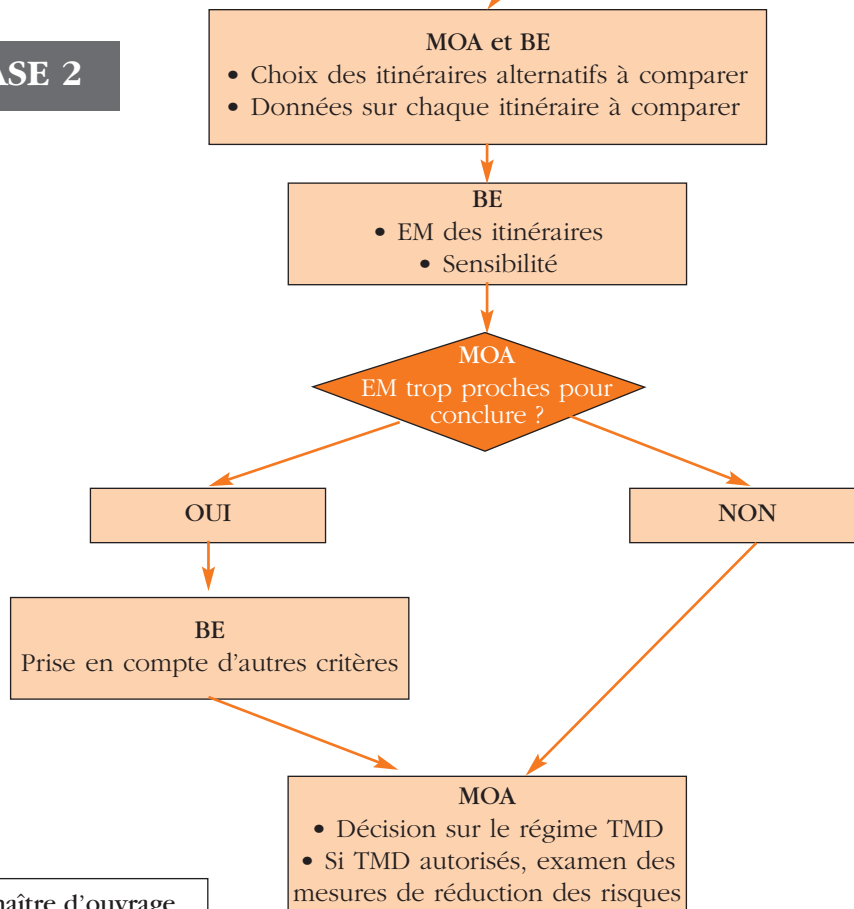 MOA et BE
• Choix des itinéraires alternatifs à comparer
• Données sur chaque itinéraire à comparer
ASE 2
BE
• EM des itinéraires
• Sensibilité
MOA
EM trop proches pour
conclure ?
OUI
NON
BE
Prise en compte d'autres critères
MOA
• Décision sur le régime TMD
• Si TMD autorisés, examen des
mesures de réduction des risques
aître d'ouvrage